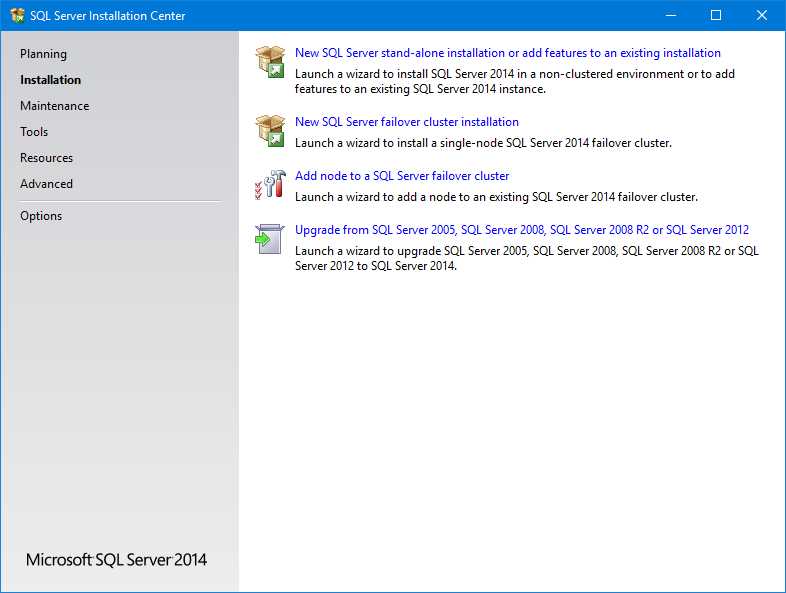 SQL Server Installation Center
Planning
Installation
Maintenance
Tools
Resources
Advanced
Options
New SQL Server stand-alone installation or add features to an existing installation
Launch a wizard to install SQL Server 2014 in a non-clustered environment or to add
features to an existing SQL Server 2014 instance.
New SQL Server failover cluster installation
Launch a wizard to install a single-node SQL Server 2014 failover cluster.
Add node to a SQL Server failover cluster
Launch a wizard to add a node to an existing SQL Server 2014 failover cluster.
Upgrade from SQL Server 2005, SQL Server 2008, SQL Server 2008 R2 or SQL Server 2012
Launch a wizard to upgrade SQL Server 2005, SQL Server 2008, SQL Server 2008 R2 or SQL
Server 2012 to SQL Server 2014.
Microsoft SQL Server 2014